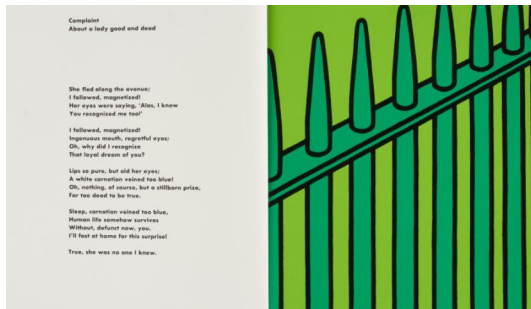 Complaint
About a lady good and dead
She fled along the avenue;
I followed, magnetized!
Her eyes were saying, 'Alas, I knew
You recognized me too!'
I followed, magnetized!
Ingenuous mouth, regretful eyes;
Oh, why did I recognize
That loyal dream of you?
Lips so pure, but old her eyes;
A white carnation veined too blue!
Oh, nothing, of course, but a stillborn prize,
Far too dead to be true.
Sleep, carnation veined too blue,
Human life somehow survives
Without, defunct now, you.
I'll fast at home for this surprise!
True, she was no one I knew.